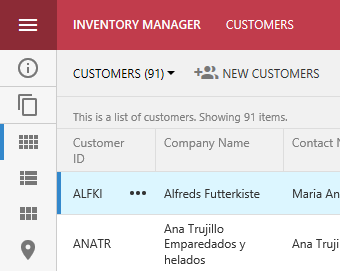 INVENTORY MANAGER CUSTOMERS
CUSTOMERS (91) NEW CUSTOMERS
This is a list of customers. Showing 91 items.
Customer ID Company Name Contact N
ALFKI ••• Alfreds Futterkiste Maria An
ANATR Ana Trujillo Emparedados y helados Ana Truj